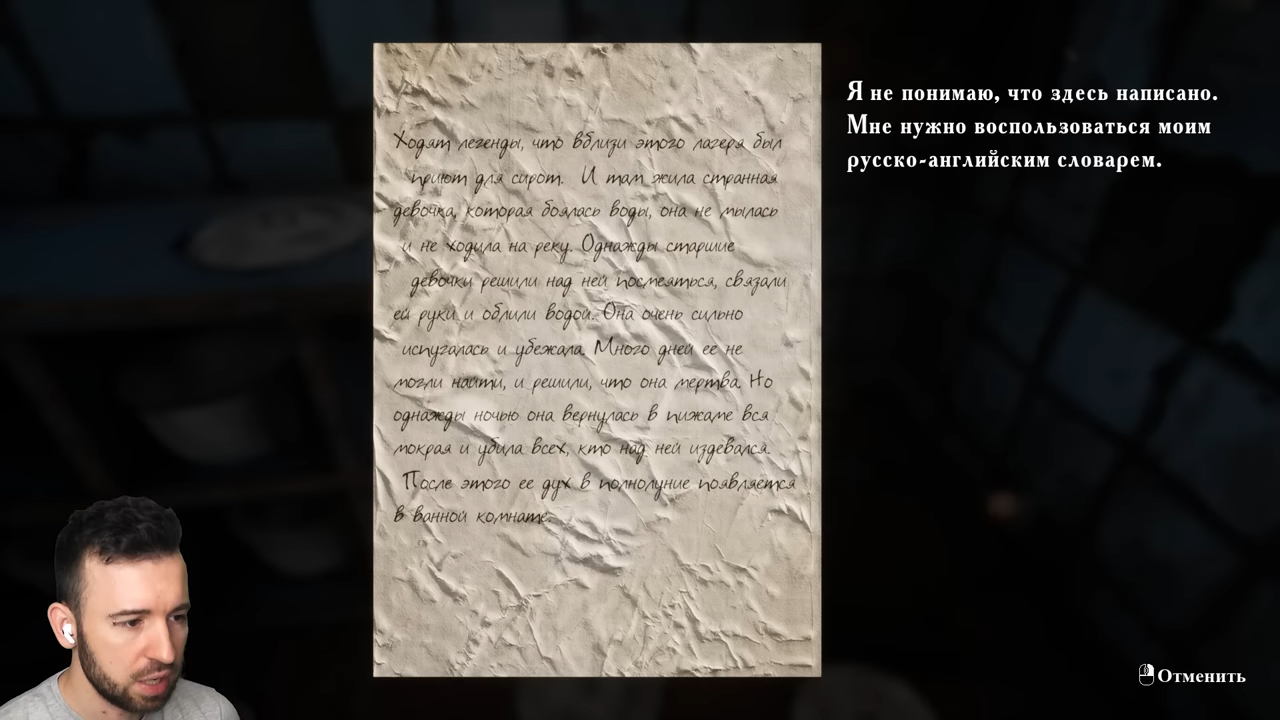 Ходят легенды, что вблизи этого лагеря был
приют для сирот. И там жила странная
девочка, которая боялась воды, она не мылась
и не ходила на реку. Однажды старшие
девочки решили над ней посмеяться, связали
ей руки и облили водой. Она очень сильно
испугалась и убежала. Много дней ее не
могли найти, и решили, что она мертва. Но
однажды ночью она вернулась в пижаме вся
мокрая и убила всех, кто над ней издевался.
После этого ее дух в полнолуние появляется
в ванной комнате.
Я не понимаю, что здесь написано.
Мне нужно воспользоваться моим
русско-английским словарем.
Отменить